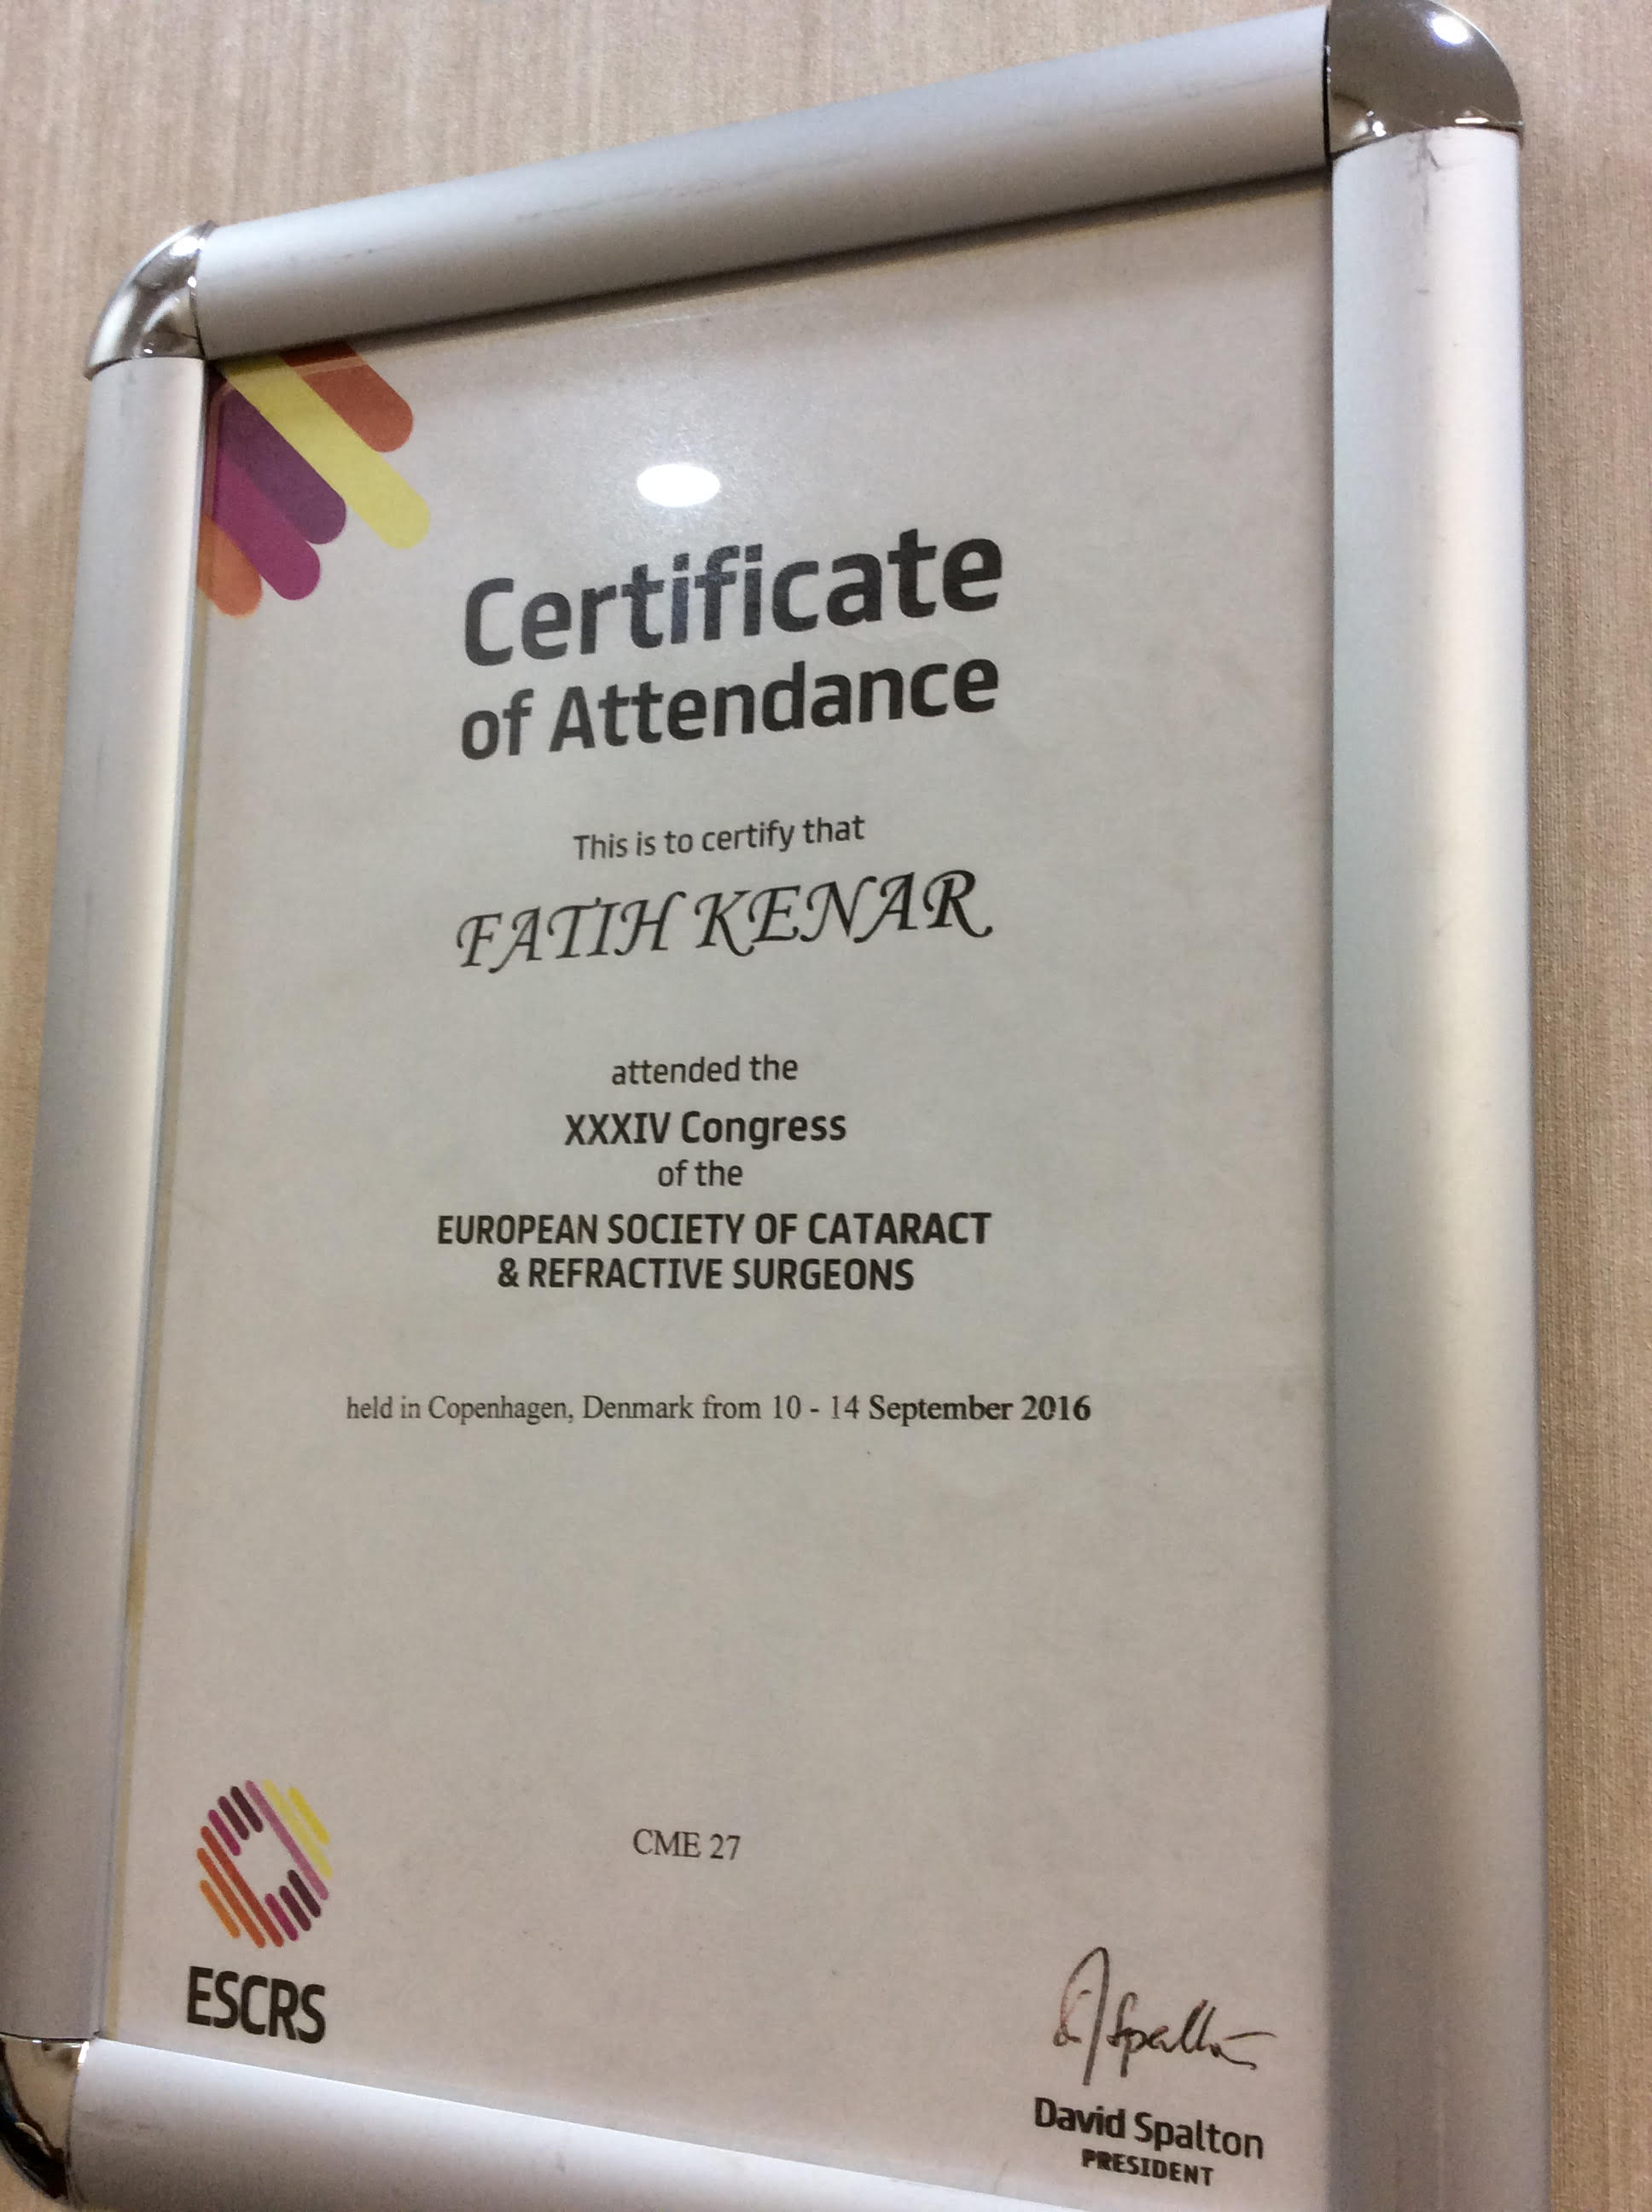 Certificate
of Attendance
This is to certify that
FATIH KENAR
attended the
XXXIV Congress
of the
EUROPEAN SOCIETY OF CATARACT
& REFRACTIVE SURGEONS
held in Copenhagen, Denmark from 10 - 14 September 2016
CME 27
ESCRS
David Spalton
PRESIDENT